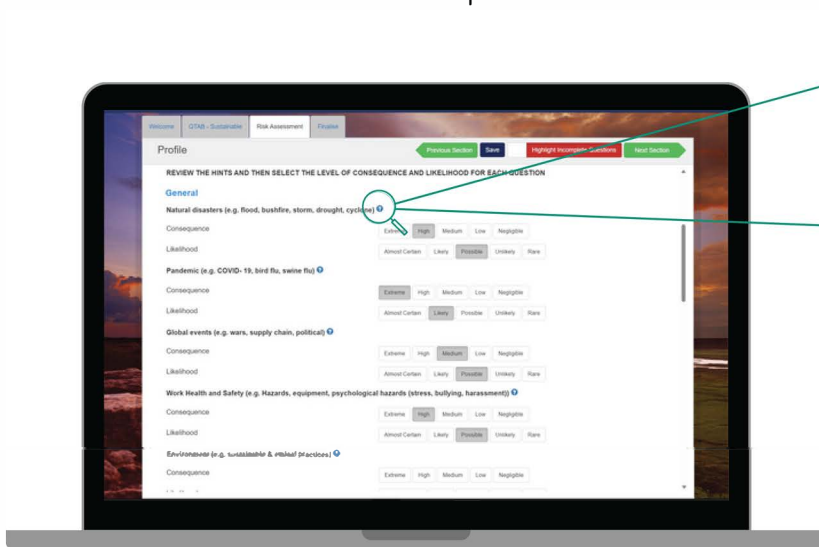 Welcome GTAB - Sustainable Risk Assessment Finalise
Profile Previous Section Save Highlight Incomplete Questions Next Section
REVIEW THE HINTS AND THEN SELECT THE LEVEL OF CONSEQUENCE AND LIKELIHOOD FOR EACH QUESTION
General
Natural disasters (e.g. flood, bushfire, storm, drought, cyclone)
Consequence Extreme High Medium Low Negligible
Likelihood Almost Certain Likely Possible Unlikely Rare
Pandemic (e.g. COVID- 19, bird flu, swine flu)
Consequence Extreme High Medium Low Negligible
Likelihood Almost Certain Likely Possible Unlikely Rare
Global events (e.g. wars, supply chain, political)
Consequence Extreme High Medium Low Negligible
Likelihood Almost Certain Likely Possible Unlikely Rare
Work Health and Safety (e.g. Hazards, equipment, psychological hazards (stress, bullying, harassment))
Consequence Extreme High Medium Low Negligible
Likelihood Almost Certain Likely Possible Unlikely Rare
Environment (e.g. sustainable & ethical practices)
Consequence Extreme High Medium Low Negligible